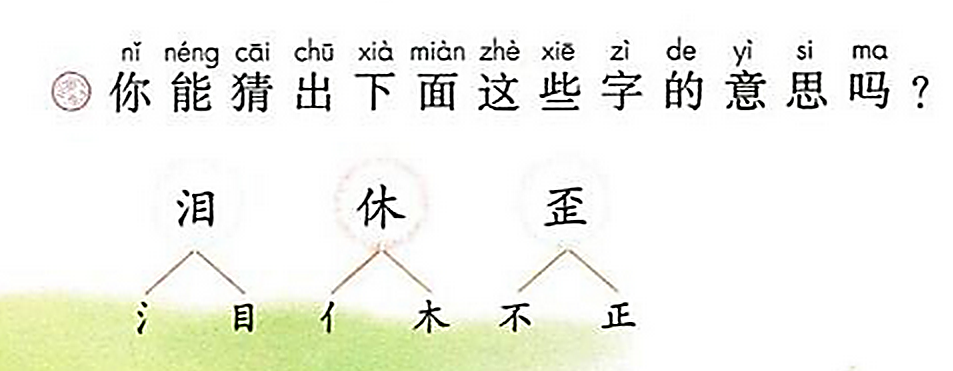 nǐ néng cāi chū xià miàn zhè xiē zì de yì si ma
你能猜出下面这些字的意思吗？
泪 休 歪
氵 目 亻 木 不 正